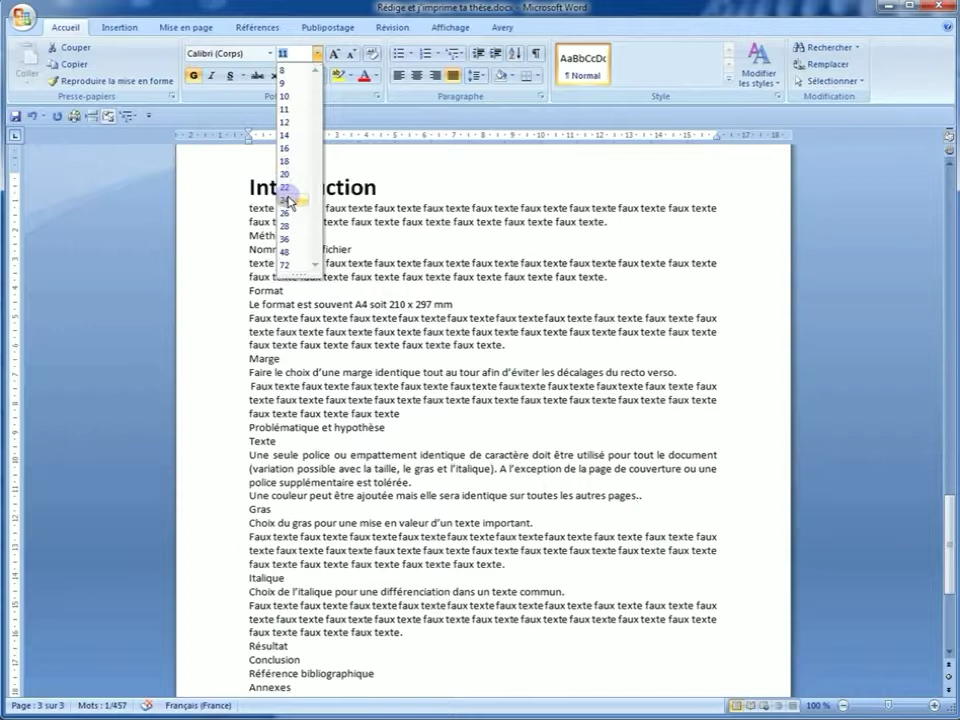 Rédige et j'imprime ta thèse.docx - Microsoft Word
Accueil Insertion Mise en page Références Publipostage Révision Affichage Avery
Coller
Couper
Copier
Reproduire la mise en forme
Presse-papiers
Calibri (Corps) 11
G I S abc
Paragraphe
AaBbCcDc
¶ Normal
Modifier les styles
Style
Rechercher
Remplacer
Sélectionner
Modification
8
9
10
11
12
14
16
18
20
22
26
28
36
48
72
2 1 3 4 5 6 7 8 9 10 11 12 13 14 15 17 18
texte faux texte faux texte faux texte faux texte faux texte faux texte faux texte
faux texte faux texte faux texte faux texte faux texte faux texte.
fichier
texte faux texte faux texte faux texte faux texte faux texte faux texte faux texte
faux texte faux texte faux texte faux texte faux texte faux texte.
Format
Le format est souvent A4 soit 210 x 297 mm
Faux texte faux texte faux texte faux texte faux texte faux texte faux texte faux texte faux
texte faux texte faux texte faux texte faux texte faux texte faux texte faux texte faux texte
faux texte faux texte faux texte faux texte faux texte.
Marge
Faire le choix d'une marge identique tout au tour afin d'éviter les décalages du recto verso.
Faux texte faux texte faux texte faux texte faux texte faux texte faux texte faux texte faux
texte faux texte faux texte faux texte faux texte faux texte faux texte faux texte faux texte
faux texte faux texte faux texte
Problématique et hypothèse
Texte
Une seule police ou empattement identique de caractère doit être utilisé pour tout le document
(variation possible avec la taille, le gras et l'italique). A l'exception de la page de couverture ou une
police supplémentaire est tolérée.
Une couleur peut être ajoutée mais elle sera identique sur toutes les autres pages..
Gras
Choix du gras pour une mise en valeur d'un texte important.
Faux texte faux texte faux texte faux texte faux texte faux texte faux texte faux texte faux
texte faux texte faux texte faux texte faux texte faux texte faux texte faux texte faux texte
faux texte faux texte faux texte faux texte faux texte.
Italique
Choix de l'italique pour une différenciation dans un texte commun.
Faux texte faux texte faux texte faux texte faux texte faux texte faux texte faux texte faux
texte faux texte faux texte faux texte faux texte faux texte faux texte faux texte faux texte
faux texte faux texte faux texte.
Résultat
Conclusion
Référence bibliographique
Annexes
Page : 3 sur 3 Mots : 1/457 Français (France) 100 %